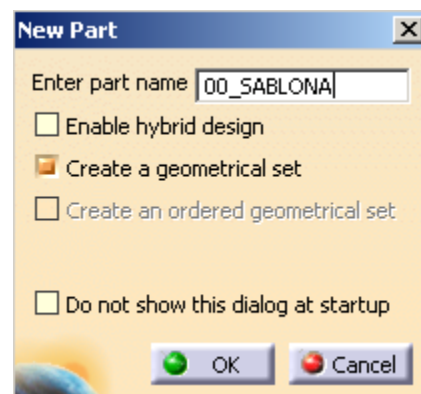 New Part
Enter part name 00_SABLONA
Enable hybrid design
Create a geometrical set
Create an ordered geometrical set
Do not show this dialog at startup
OK Cancel